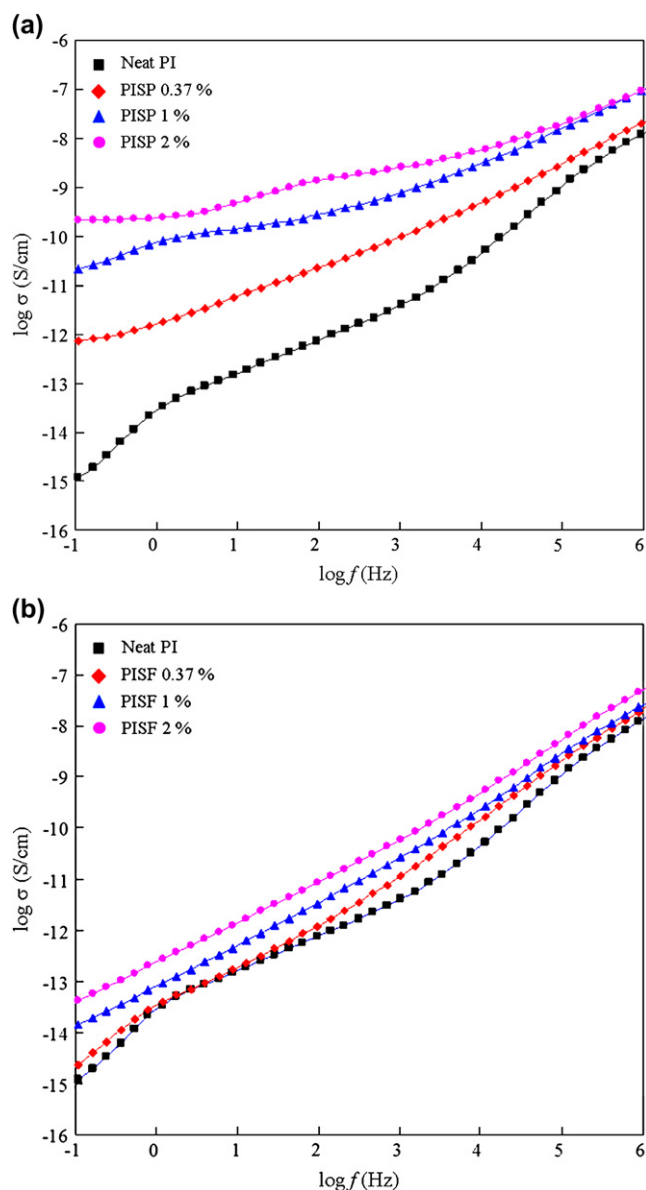 (a)
-6
-7
-8
-9
-10
-11
-12
-13
-14
-15
-16
Neat PI
PISP 0.37 %
PISP 1 %
PISP 2 %
log σ (S/cm)
-1 0 1 2 3 4 5 6
log f (Hz)
(b)
-6
-7
-8
-9
-10
-11
-12
-13
-14
-15
-16
Neat PI
PISF 0.37 %
PISF 1 %
PISF 2 %
log σ (S/cm)
-1 0 1 2 3 4 5 6
log f (Hz)